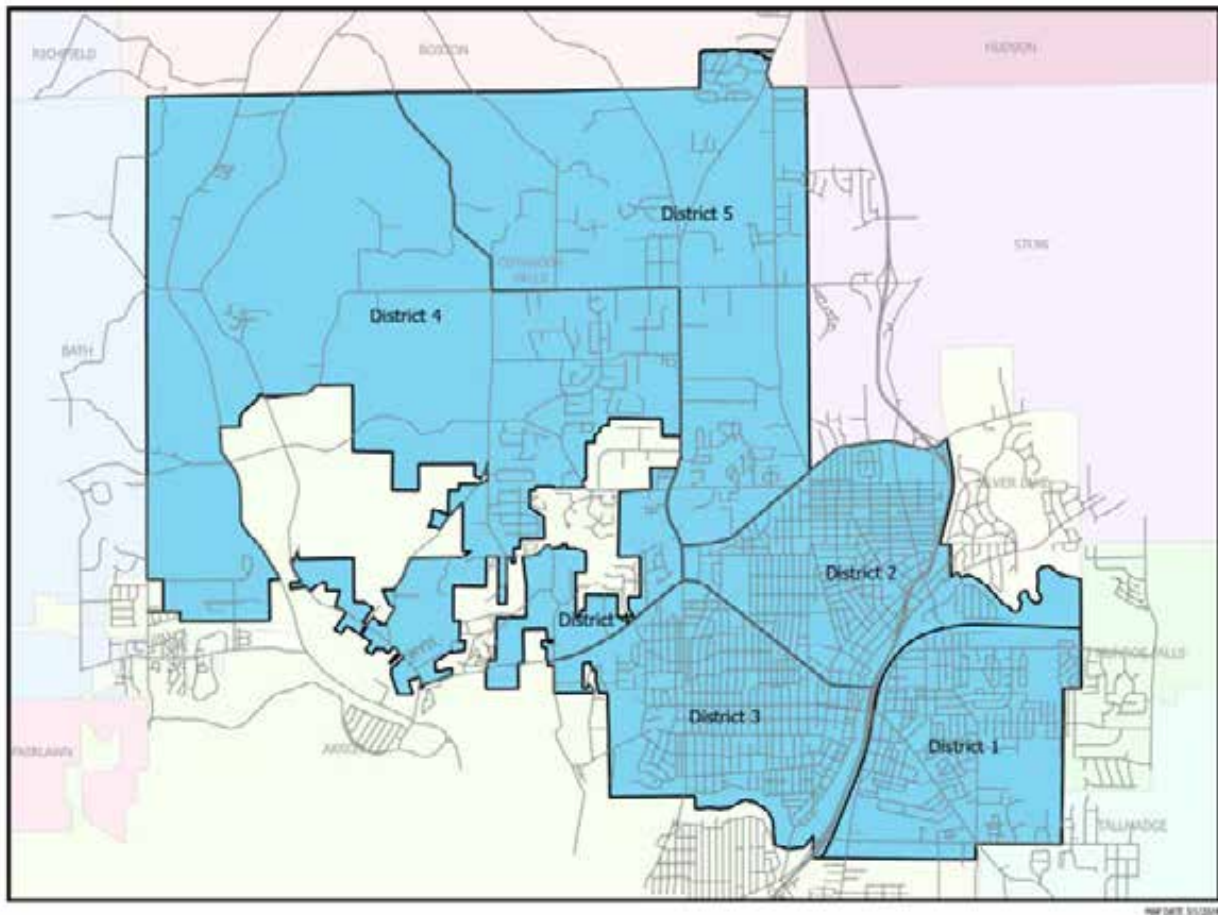 RICHFIELD
BOSTON
HUDSON
District 5
STOW
CUYAHOGA
FALLS
District 4
BATH
SILVER LAKE
District 2
District 4
MUNROE FALLS
District 3
District 1
AKRON
FAIRLAWN
TALLMADGE